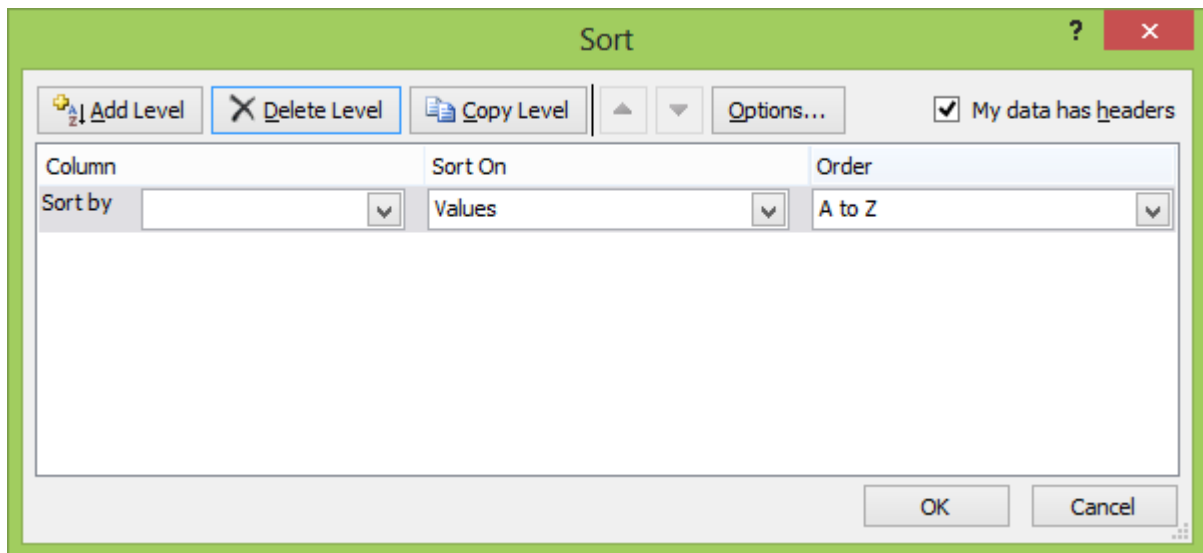 Sort
?
Add Level Delete Level Copy Level Options... My data has headers
Column Sort On Order
Sort by Values A to Z
OK Cancel